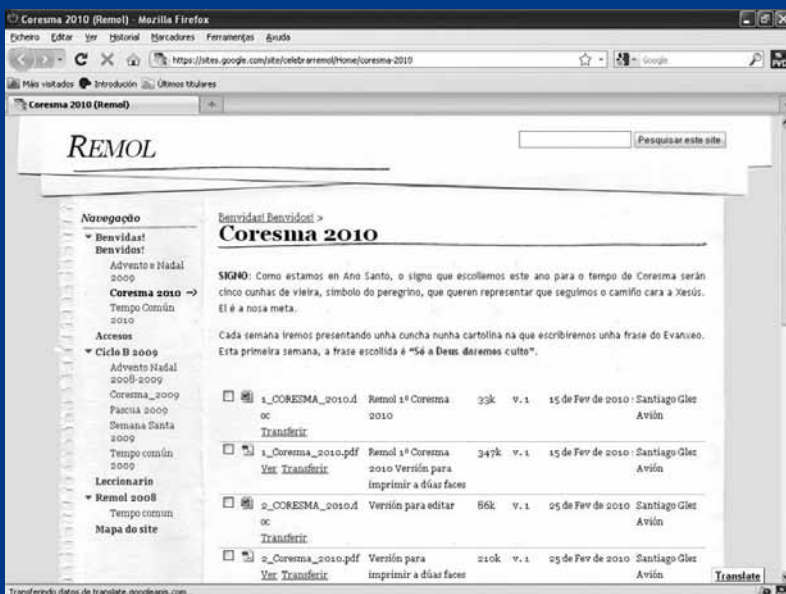 Coresma 2010 (Remol) - Mozilla Firefox
Ficheiro Editar Ver Historial Marcadores Ferramentas Axuda
https://sites.google.com/site/celebrarremol/Home/coresma-2010
Google
Máis visitados Introdución Últimos titulares
Coresma 2010 (Remol)
REMOL
Pesquisar este site
Navegação
Benvidas!
Benvidos!
Advento e Nadal
2009
Coresma 2010
Tempo Común
2010
Accesos
Ciclo B 2009
Advento Nadal
2008-2009
Coresma_2009
Pascua 2009
Semana Santa
2009
Tempo común
2009
Leccionario
Remol 2008
Tempo comun
Mapa do site
Benvidas! Benvidos! >
Coresma 2010
SIGNO: Como estamos en Ano Santo, o signo que escollemos este ano para o tempo de Coresma serán
cinco cunhas de vieira, símbolo do peregrino, que queren representar que seguimos o camiño cara a Xesús.
El é a nosa meta.
Cada semana iremos presentando unha cuncha nunha cartolina na que escribiremos unha frase do Evanxeo.
Esta primeira semana, a frase escollida é "Só a Deus daremos culto".
1_CORESMA_2010.d Remol 1º Coresma 33k v.1 15 de Fev de 2010 Santiago Glez
oc 2010 Avión
Transferir
1_Coresma_2010.pdf Remol 1º Coresma 347k v.1 15 de Fev de 2010 Santiago Glez
Ver Transferir 2010 Versión para Avión
imprimir a dúas faces
2_CORESMA_2010.d Versión para editar 86k v.1 25 de Fev de 2010 Santiago Glez
oc Avión
Transferir
2_Coresma_2010.pdf Versión para 210k v.1 25 de Fev de 2010 Santiago Glez
Ver Transferir imprimir a dúas faces Avión
Translate
Transferindo datos de translate.googleapis.com